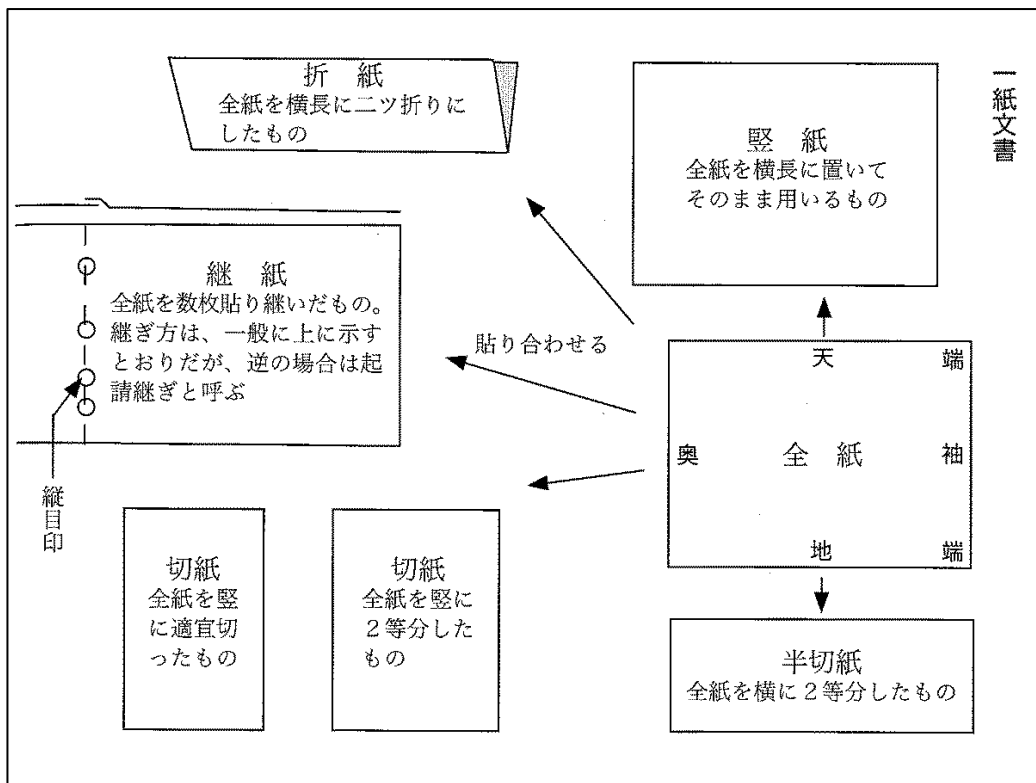 一紙文書
竪　紙
全紙を横長に置いて
そのまま用いるもの
折　紙
全紙を横長に二ツ折りに
したもの
継　紙
全紙を数枚貼り継いだもの。
継ぎ方は、一般に上に示す
とおりだが、逆の場合は起
請継ぎと呼ぶ
縦目印
貼り合わせる
天
端
奥
全　紙
袖
地
端
切紙
全紙を竪
に適宜切
ったもの
切紙
全紙を竪に
２等分した
もの
半切紙
全紙を横に２等分したもの